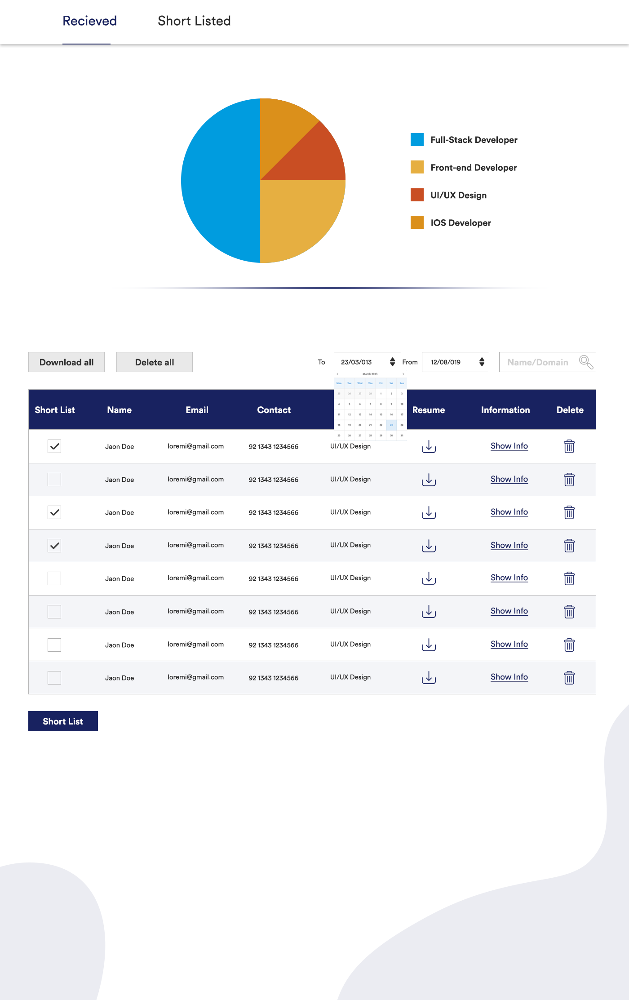 Recieved Short Listed
Full-Stack Developer
Front-end Developer
UI/UX Design
IOS Developer
Download all Delete all To 23/03/013 From 12/08/019 Name/Domain
March 2013
Mon Tue Wed Thu Fri Sat Sun
25 26 27 28 1 2 3
4 5 6 7 8 9 10
11 12 13 14 15 16 17
18 19 20 21 22 23 24
25 26 27 28 29 30 31
Short List Name Email Contact Resume Information Delete
Jaon Doe loremi@gmail.com 92 1343 1234566 UI/UX Design Show Info
Jaon Doe loremi@gmail.com 92 1343 1234566 UI/UX Design Show Info
Jaon Doe loremi@gmail.com 92 1343 1234566 UI/UX Design Show Info
Jaon Doe loremi@gmail.com 92 1343 1234566 UI/UX Design Show Info
Jaon Doe loremi@gmail.com 92 1343 1234566 UI/UX Design Show Info
Jaon Doe loremi@gmail.com 92 1343 1234566 UI/UX Design Show Info
Jaon Doe loremi@gmail.com 92 1343 1234566 UI/UX Design Show Info
Jaon Doe loremi@gmail.com 92 1343 1234566 UI/UX Design Show Info
Short List